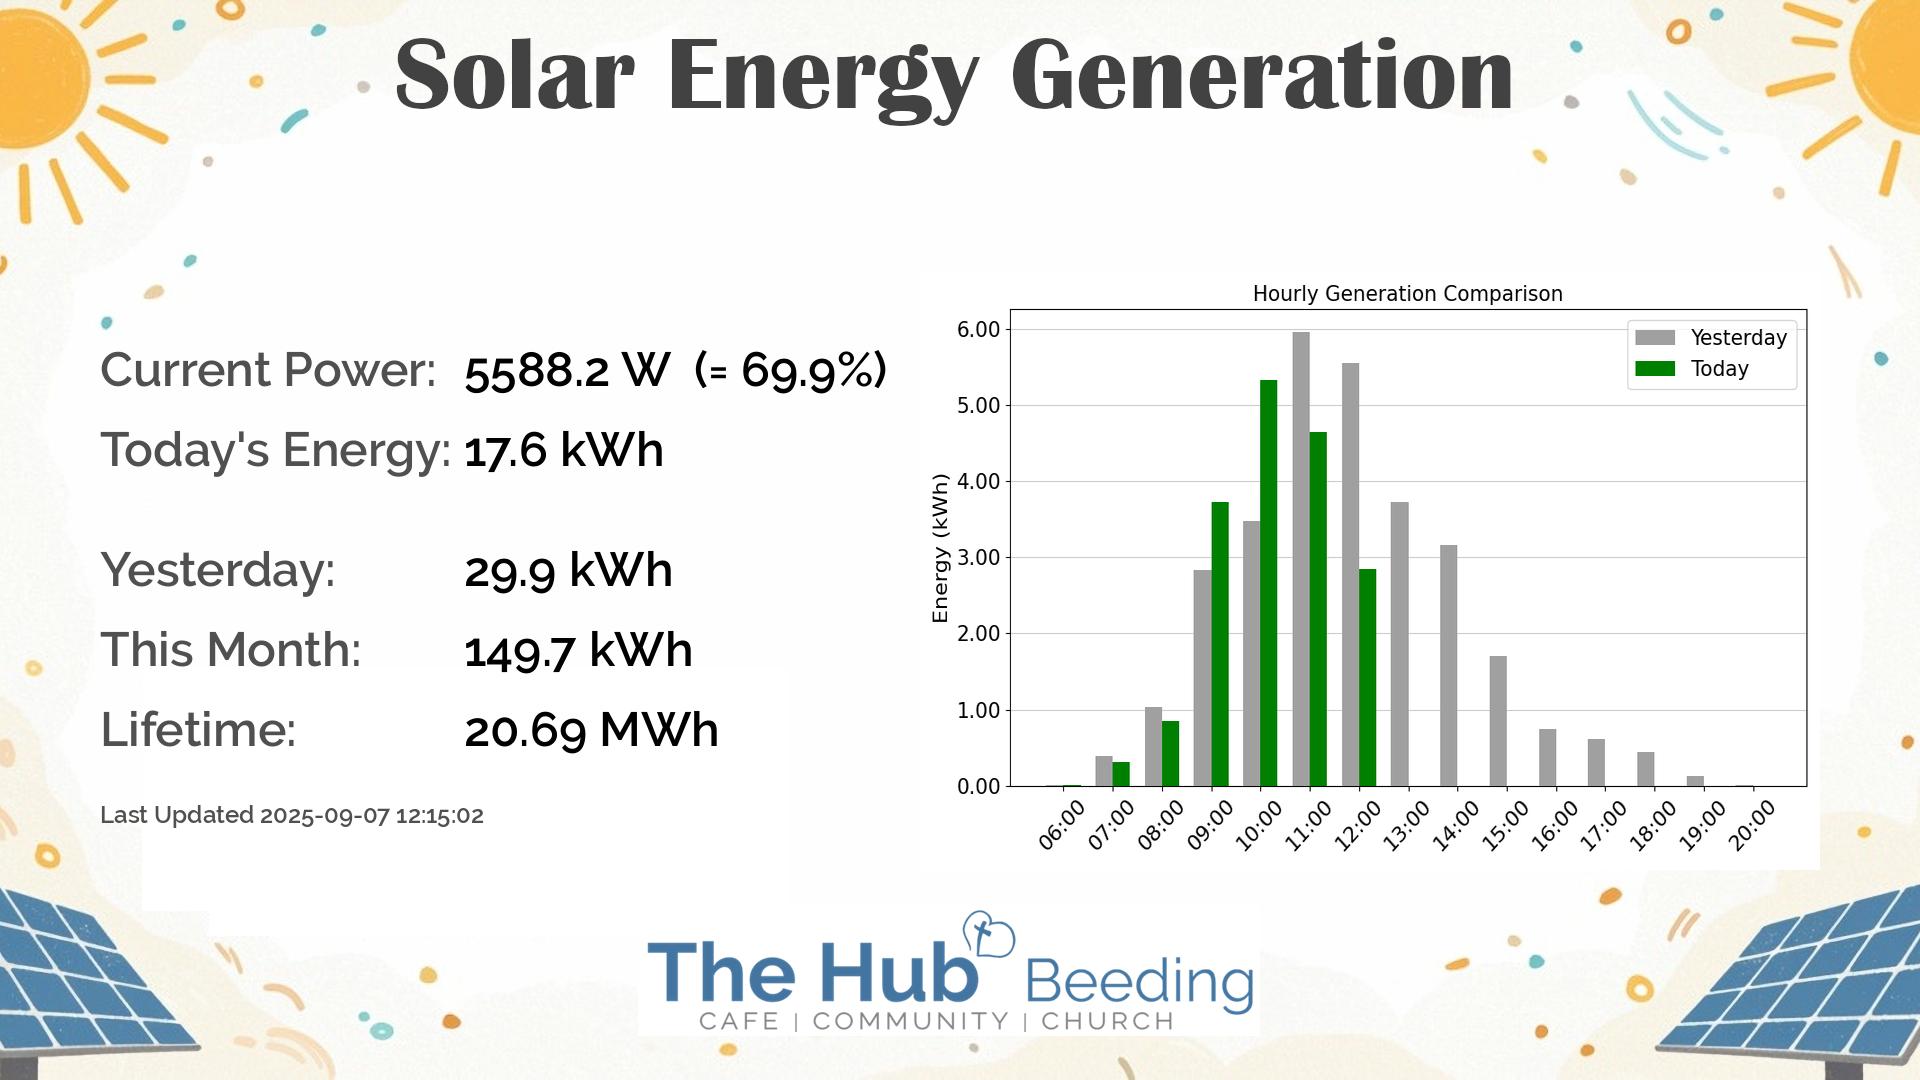 Solar Energy Generation
Current Power: 5588.2 W (= 69.9%)
Today's Energy: 17.6 kWh
Yesterday: 29.9 kWh
This Month: 149.7 kWh
Lifetime: 20.69 MWh
Last Updated 2025-09-07 12:15:02
Hourly Generation Comparison
Yesterday
Today
Energy (kWh)
6.00
5.00
4.00
3.00
2.00
1.00
0.00
06:00 07:00 08:00 09:00 10:00 11:00 12:00 13:00 14:00 15:00 16:00 17:00 18:00 19:00 20:00
The Hub Beeding
CAFE | COMMUNITY | CHURCH